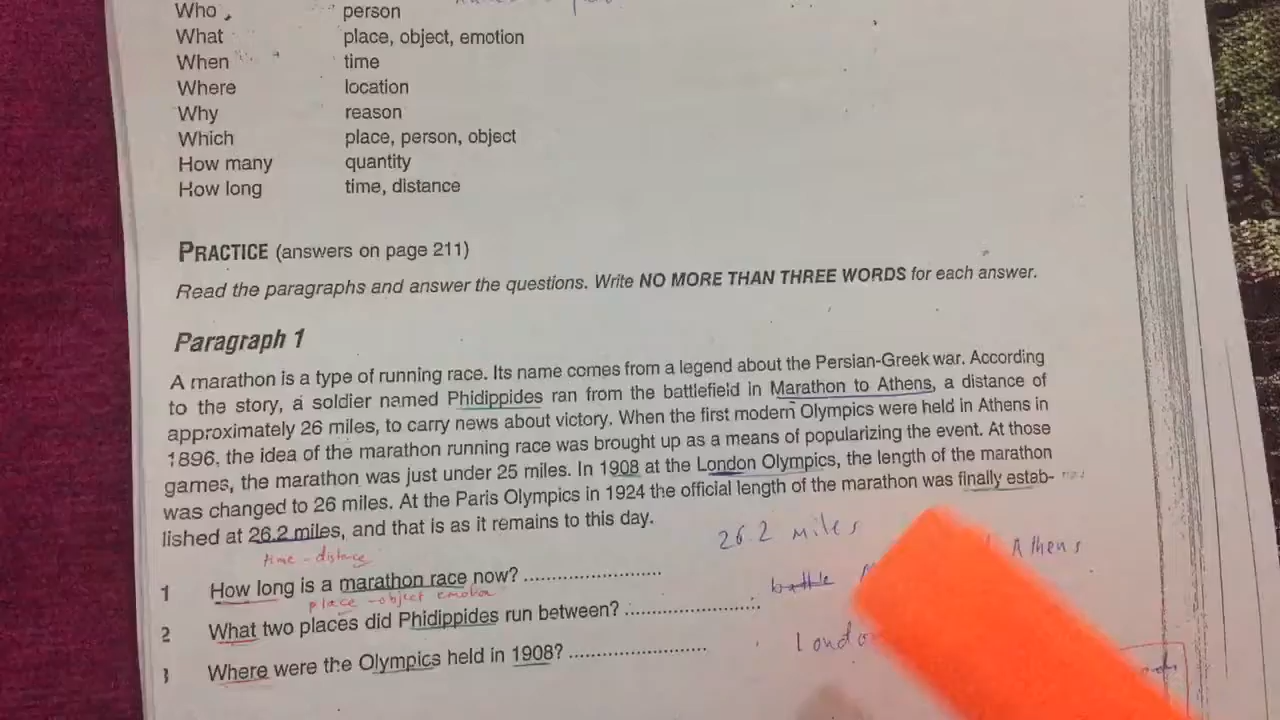 Who person
What place, object, emotion
When time
Where location
Why reason
Which place, person, object
How many quantity
How long time, distance
PRACTICE (answers on page 211)
Read the paragraphs and answer the questions. Write NO MORE THAN THREE WORDS for each answer.
Paragraph 1
A marathon is a type of running race. Its name comes from a legend about the Persian-Greek war. According
to the story, a soldier named Phidippides ran from the battlefield in Marathon to Athens, a distance of
approximately 26 miles, to carry news about victory. When the first modern Olympics were held in Athens in
1896, the idea of the marathon running race was brought up as a means of popularizing the event. At those
games, the marathon was just under 25 miles. In 1908 at the London Olympics, the length of the marathon
was changed to 26 miles. At the Paris Olympics in 1924 the official length of the marathon was finally estab-
lished at 26.2 miles, and that is as it remains to this day.
26.2 miles
time - distance
1 How long is a marathon race now? ........................
Athens
place - object emotion
battle
2 What two places did Phidippides run between? ........................
Londo
3 Where were the Olympics held in 1908? ........................